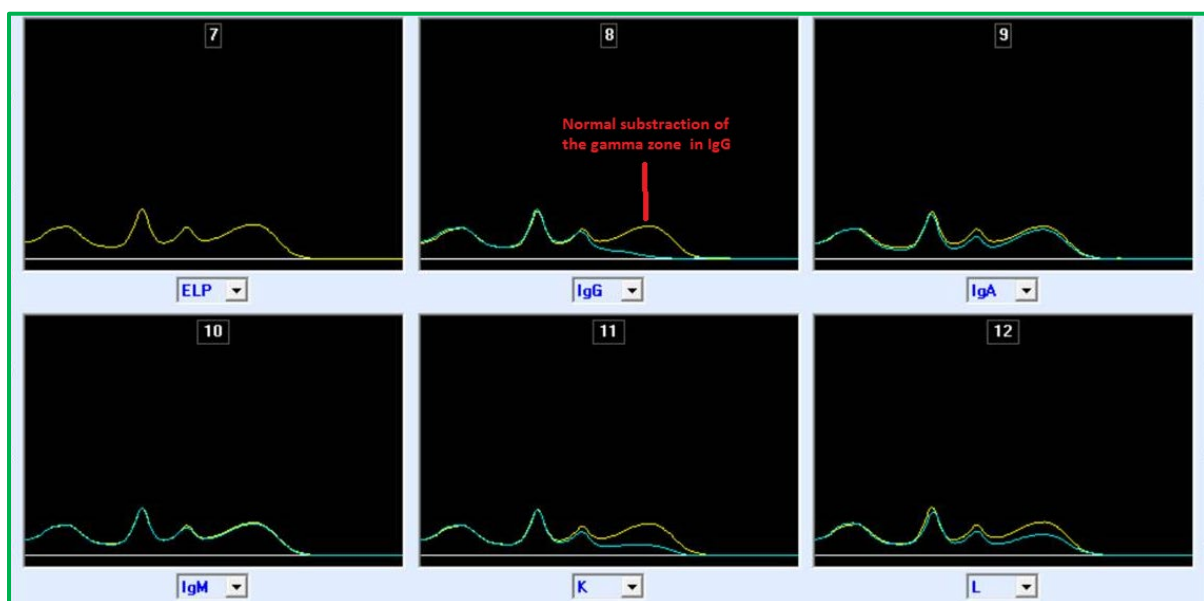 7
8
9
Normal substraction of
the gamma zone in IgG
ELP
IgG
IgA
10
11
12
IgM
K
L